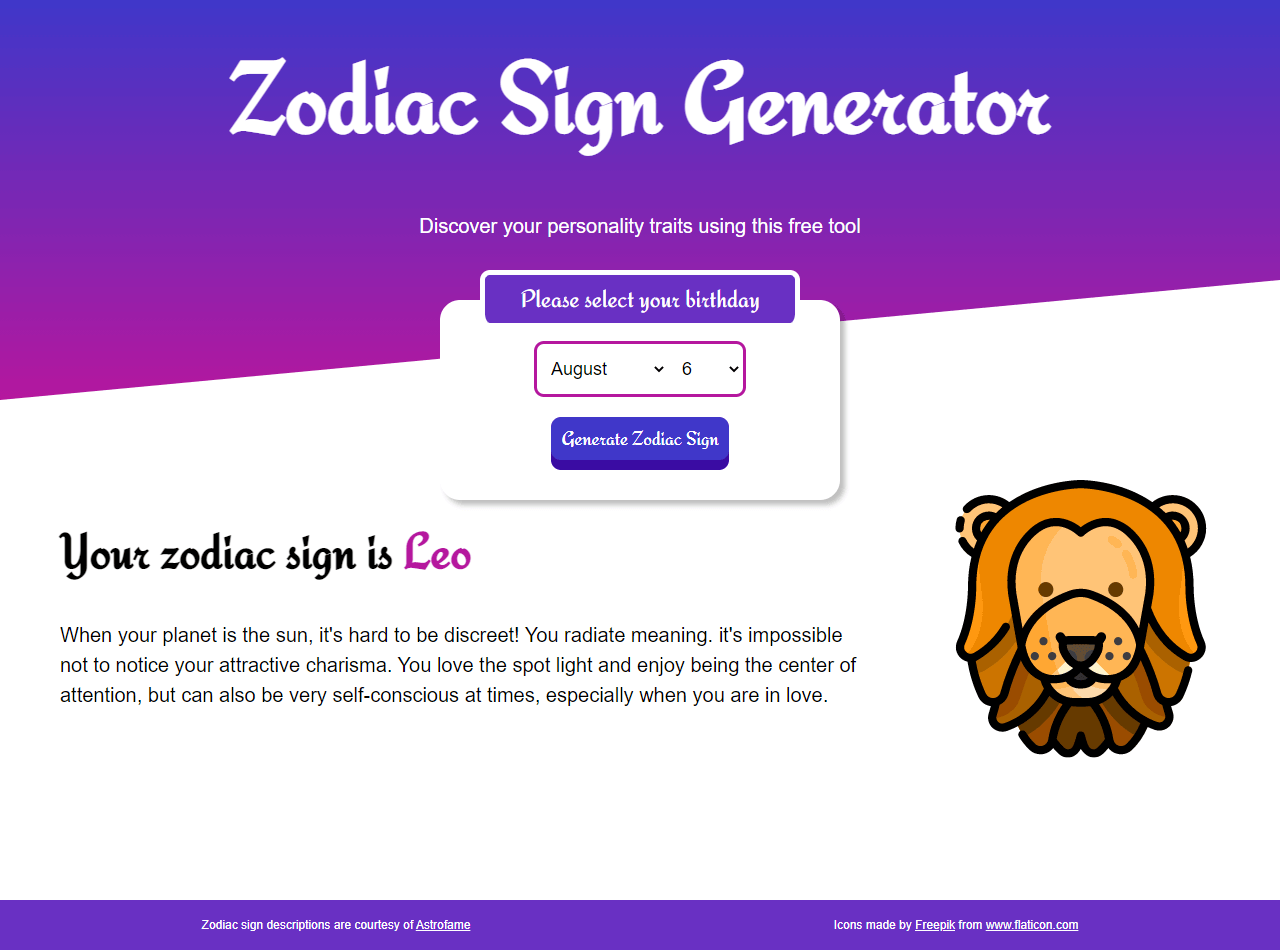 Zodiac Sign Generator
Discover your personality traits using this free tool
Please select your birthday
August 6
Generate Zodiac Sign
Your zodiac sign is Leo
When your planet is the sun, it's hard to be discreet! You radiate meaning. it's impossible
not to notice your attractive charisma. You love the spot light and enjoy being the center of
attention, but can also be very self-conscious at times, especially when you are in love.
Zodiac sign descriptions are courtesy of Astrofame
Icons made by Freepik from www.flaticon.com